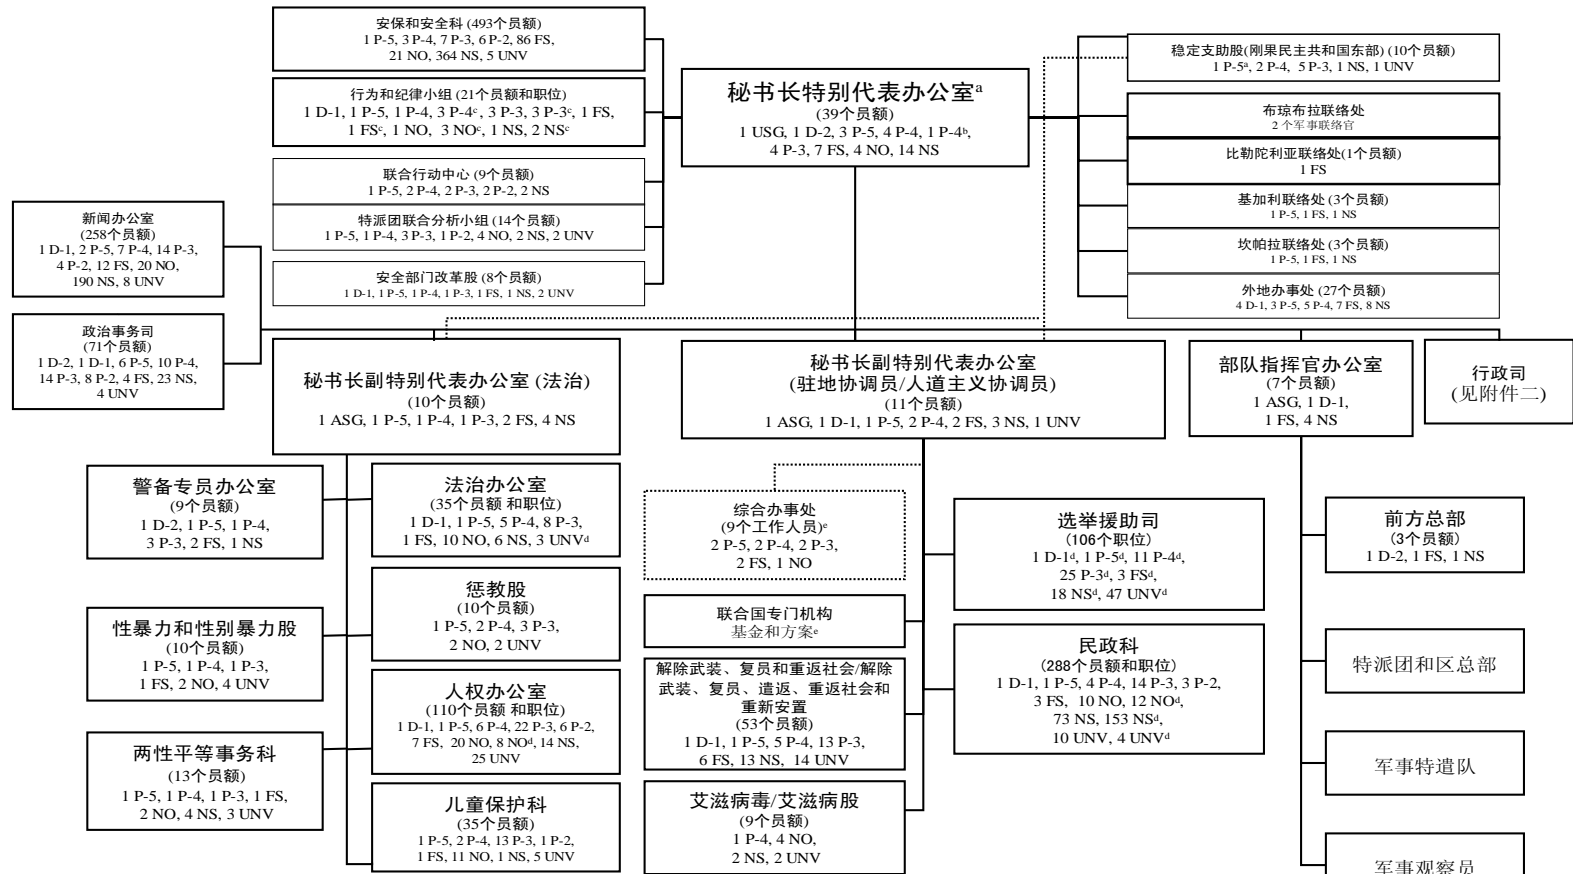 安保和安全科 (493个员额)
1 P-5, 3 P-4, 7 P-3, 6 P-2, 86 FS,
21 NO, 364 NS, 5 UNV
行为和纪律小组 (21个员额和职位)
1 D-1, 1 P-5, 1 P-4, 3 P-4ᶜ, 3 P-3, 3 P-3ᶜ, 1 FS,
1 FSᶜ, 1 NO, 3 NOᶜ, 1 NS, 2 NSᶜ
联合行动中心 (9个员额)
1 P-5, 2 P-4, 2 P-3, 2 P-2, 2 NS
特派团联合分析小组 (14个员额)
1 P-5, 1 P-4, 3 P-3, 1 P-2, 4 NO, 2 NS, 2 UNV
安全部门改革股 (8个员额)
1 D-1, 1 P-5, 1 P-4, 1 P-3, 1 FS, 1 NS, 2 UNV
秘书长特别代表办公室ᵃ
(39个员额)
1 USG, 1 D-2, 3 P-5, 4 P-4, 1 P-4ᵇ,
4 P-3, 7 FS, 4 NO, 14 NS
稳定支助股(刚果民主共和国东部) (10个员额)
1 P-5ᵃ, 2 P-4, 5 P-3, 1 NS, 1 UNV
布琼布拉联络处
2 个军事联络官
比勒陀利亚联络处(1个员额)
1 FS
基加利联络处 (3个员额)
1 P-5, 1 FS, 1 NS
坎帕拉联络处 (3个员额)
1 P-5, 1 FS, 1 NS
外地办事处 (27个员额)
4 D-1, 3 P-5, 5 P-4, 7 FS, 8 NS
新闻办公室
(258个员额)
1 D-1, 2 P-5, 7 P-4, 14 P-3,
4 P-2, 12 FS, 20 NO,
190 NS, 8 UNV
政治事务司
(71个员额)
1 D-2, 1 D-1, 6 P-5, 10 P-4,
14 P-3, 8 P-2, 4 FS, 23 NS,
4 UNV
秘书长副特别代表办公室 (法治)
(10个员额)
1 ASG, 1 P-5, 1 P-4, 1 P-3, 2 FS, 4 NS
秘书长副特别代表办公室
(驻地协调员/人道主义协调员)
(11个员额)
1 ASG, 1 D-1, 1 P-5, 2 P-4, 2 FS, 3 NS, 1 UNV
部队指挥官办公室
(7个员额)
1 ASG, 1 D-1,
1 FS, 4 NS
行政司
(见附件二)
警备专员办公室
(9个员额)
1 D-2, 1 P-5, 1 P-4,
3 P-3, 2 FS, 1 NS
性暴力和性别暴力股
(10个员额)
1 P-5, 1 P-4, 1 P-3,
1 FS, 2 NO, 4 UNV
两性平等事务科
(13个员额)
1 P-5, 1 P-4, 1 P-3, 1 FS,
2 NO, 4 NS, 3 UNV
法治办公室
(35个员额 和职位)
1 D-1, 1 P-5, 5 P-4, 8 P-3,
1 FS, 10 NO, 6 NS, 3 UNVᵈ
惩教股
(10个员额)
1 P-5, 2 P-4, 3 P-3,
2 NO, 2 UNV
人权办公室
(110个员额 和职位)
1 D-1, 1 P-5, 6 P-4, 22 P-3, 6 P-2,
7 FS, 20 NO, 8 NOᵈ, 14 NS,
25 UNV
儿童保护科
(35个员额)
1 P-5, 2 P-4, 13 P-3, 1 P-2,
1 FS, 11 NO, 1 NS, 5 UNV
综合办事处
(9个工作人员)ᵉ
2 P-5, 2 P-4, 2 P-3,
2 FS, 1 NO
联合国专门机构
基金和方案ᵉ
解除武装、复员和重返社会/解除
武装、复员、遣返、重返社会和
重新安置
(53个员额)
1 D-1, 1 P-5, 5 P-4, 13 P-3,
6 FS, 13 NS, 14 UNV
艾滋病毒/艾滋病股
(9个员额)
1 P-4, 4 NO,
2 NS, 2 UNV
选举援助司
(106个职位)
1 D-1ᵈ, 1 P-5ᵈ, 11 P-4ᵈ,
25 P-3ᵈ, 3 FSᵈ,
18 NSᵈ, 47 UNVᵈ
民政科
(288个员额和职位)
1 D-1, 1 P-5, 4 P-4, 14 P-3, 3 P-2,
3 FS, 10 NO, 12 NOᵈ,
73 NS, 153 NSᵈ,
10 UNV, 4 UNVᵈ
前方总部
(3个员额)
1 D-2, 1 FS, 1 NS
特派团和区总部
军事特遣队
军事观察员